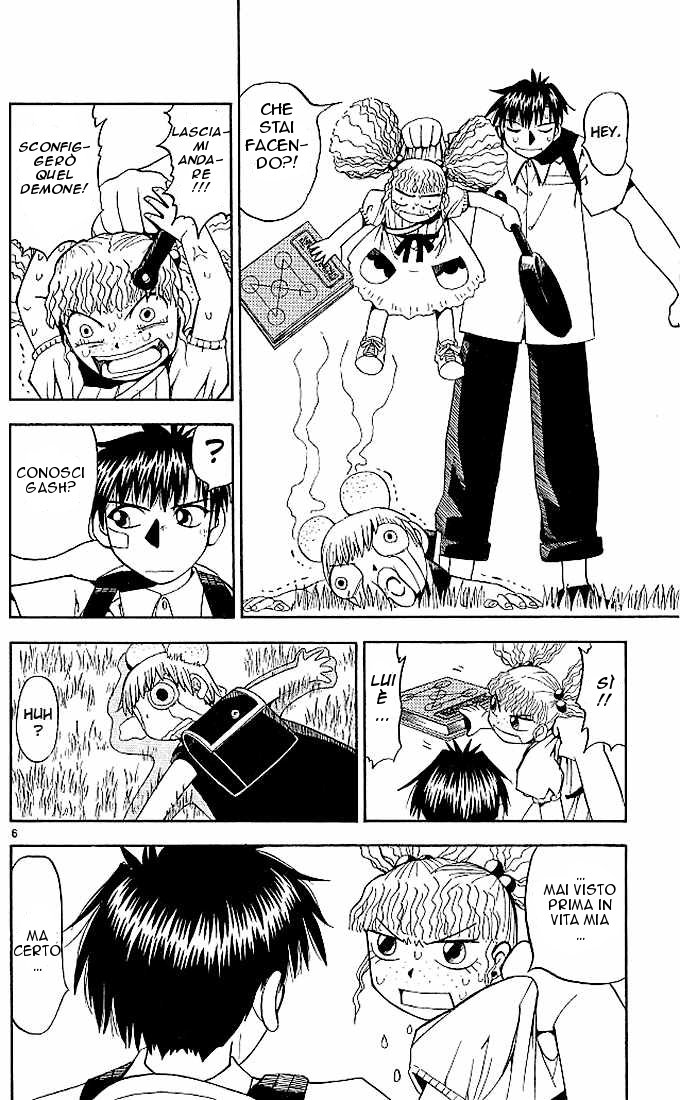 HEY.
CHE
STAI
FACEN-
DO?!
LASCIA-
MI
ANDA-
RE
!!!
SCONFIG-
GERÒ
QUEL
DEMONE!
?
CONOSCI
GASH?
SÌ
!!
LUI
È
...
HUH
?
6
...
MAI VISTO
PRIMA IN
VITA MIA
...
MA
CERTO
...